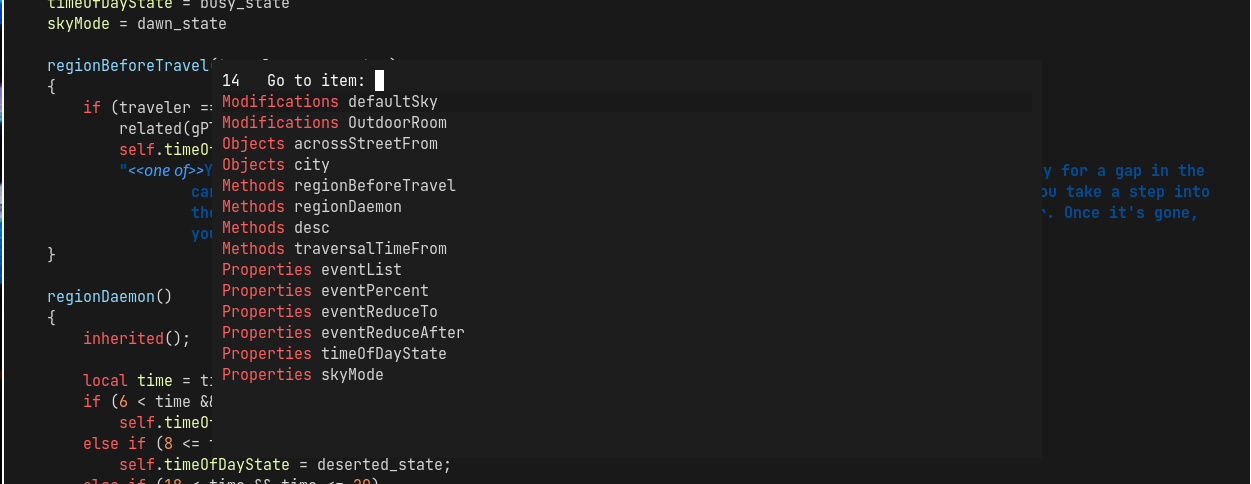 timeOfDayState = busy_state
skyMode = dawn_state
regionBeforeTravel(
14 Go to item:
{
Modifications defaultSky
if (traveler ==
Modifications OutdoorRoom
related(
Objects acrossStreetFrom
self.timeO
Objects city
"<<one of>>Y
y for a gap in the
Methods regionBeforeTravel
car
ou take a step into
Methods regionDaemon
the
r. Once it's gone,
Methods desc
you
Methods traversalTimeFrom
}
Properties eventList
Properties eventPercent
regionDaemon()
Properties eventReduceTo
{
Properties eventReduceAfter
inherited();
Properties timeOfDayState
Properties skyMode
local time = ti
if (6 < time &&
self.timeO
else if (8 <=
self.timeOfDayState = deserted_state;
else if (18 < time && time <= 20)